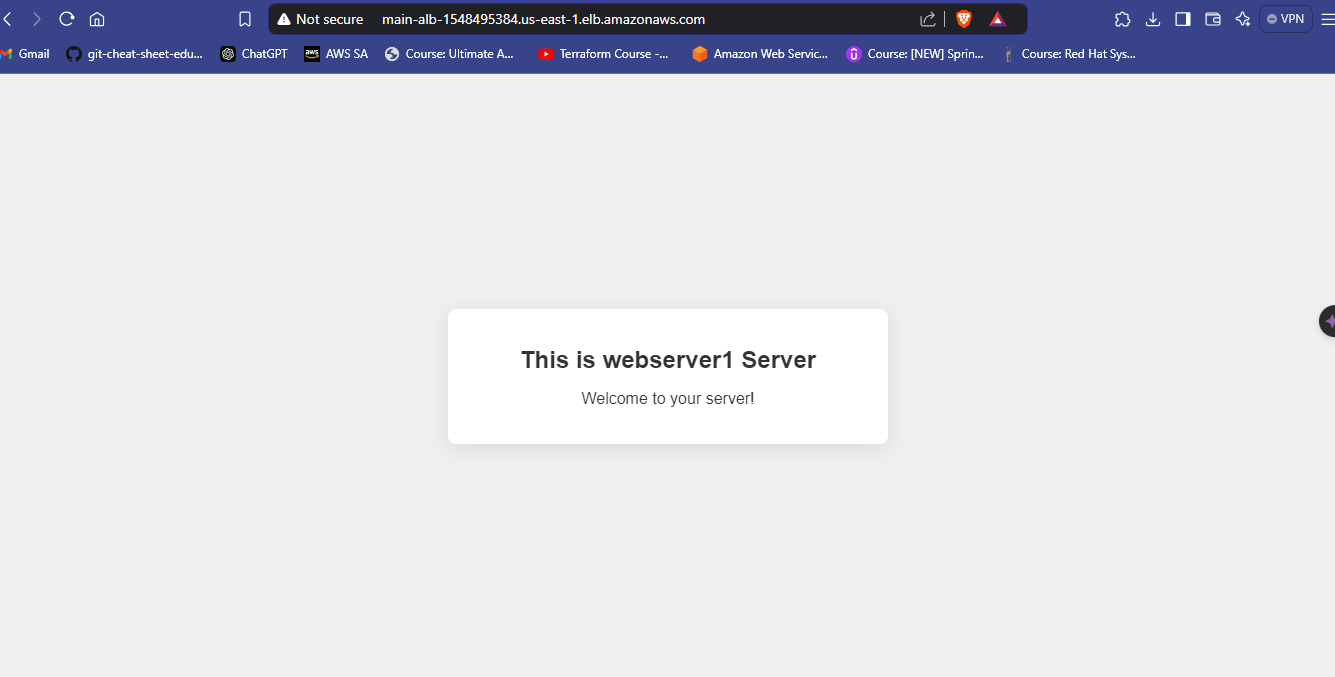 Not secure main-alb-1548495384.us-east-1.elb.amazonaws.com VPN
Gmail git-cheat-sheet-edu... ChatGPT aws AWS SA Course: Ultimate A... Terraform Course -... Amazon Web Servic... Course: [NEW] Sprin... Course: Red Hat Sys...
This is webserver1 Server
Welcome to your server!